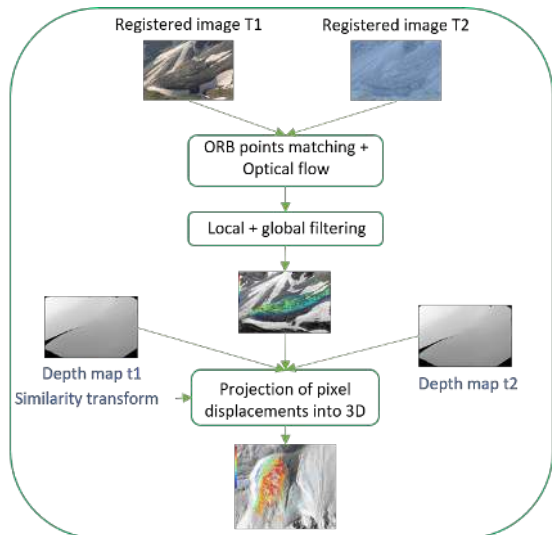 Registered image T1
Registered image T2
ORB points matching +
Optical flow
Local + global filtering
Depth map t1
Similarity transform
Depth map t2
Projection of pixel
displacements into 3D